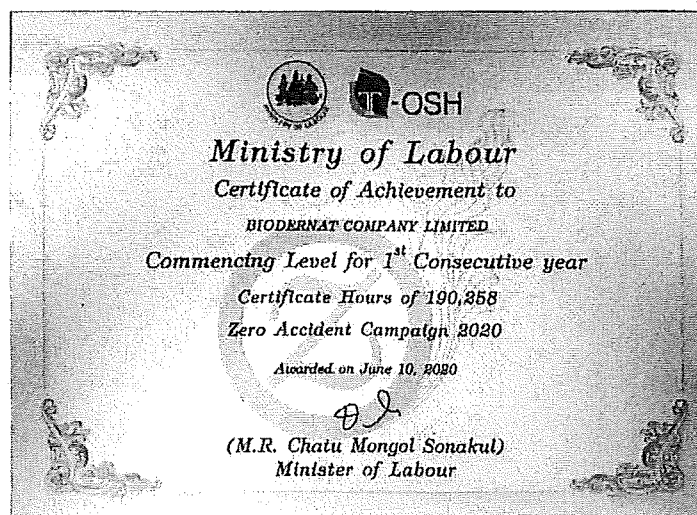 T-OSH
Ministry of Labour
Certificate of Achievement to
BIODERNAT COMPANY LIMITED
Commencing Level for 1st Consecutive year
Certificate Hours of 190,258
Zero Accident Campaign 2020
Awarded on June 10, 2020
(M.R. Chatu Mongol Sonakul)
Minister of Labour